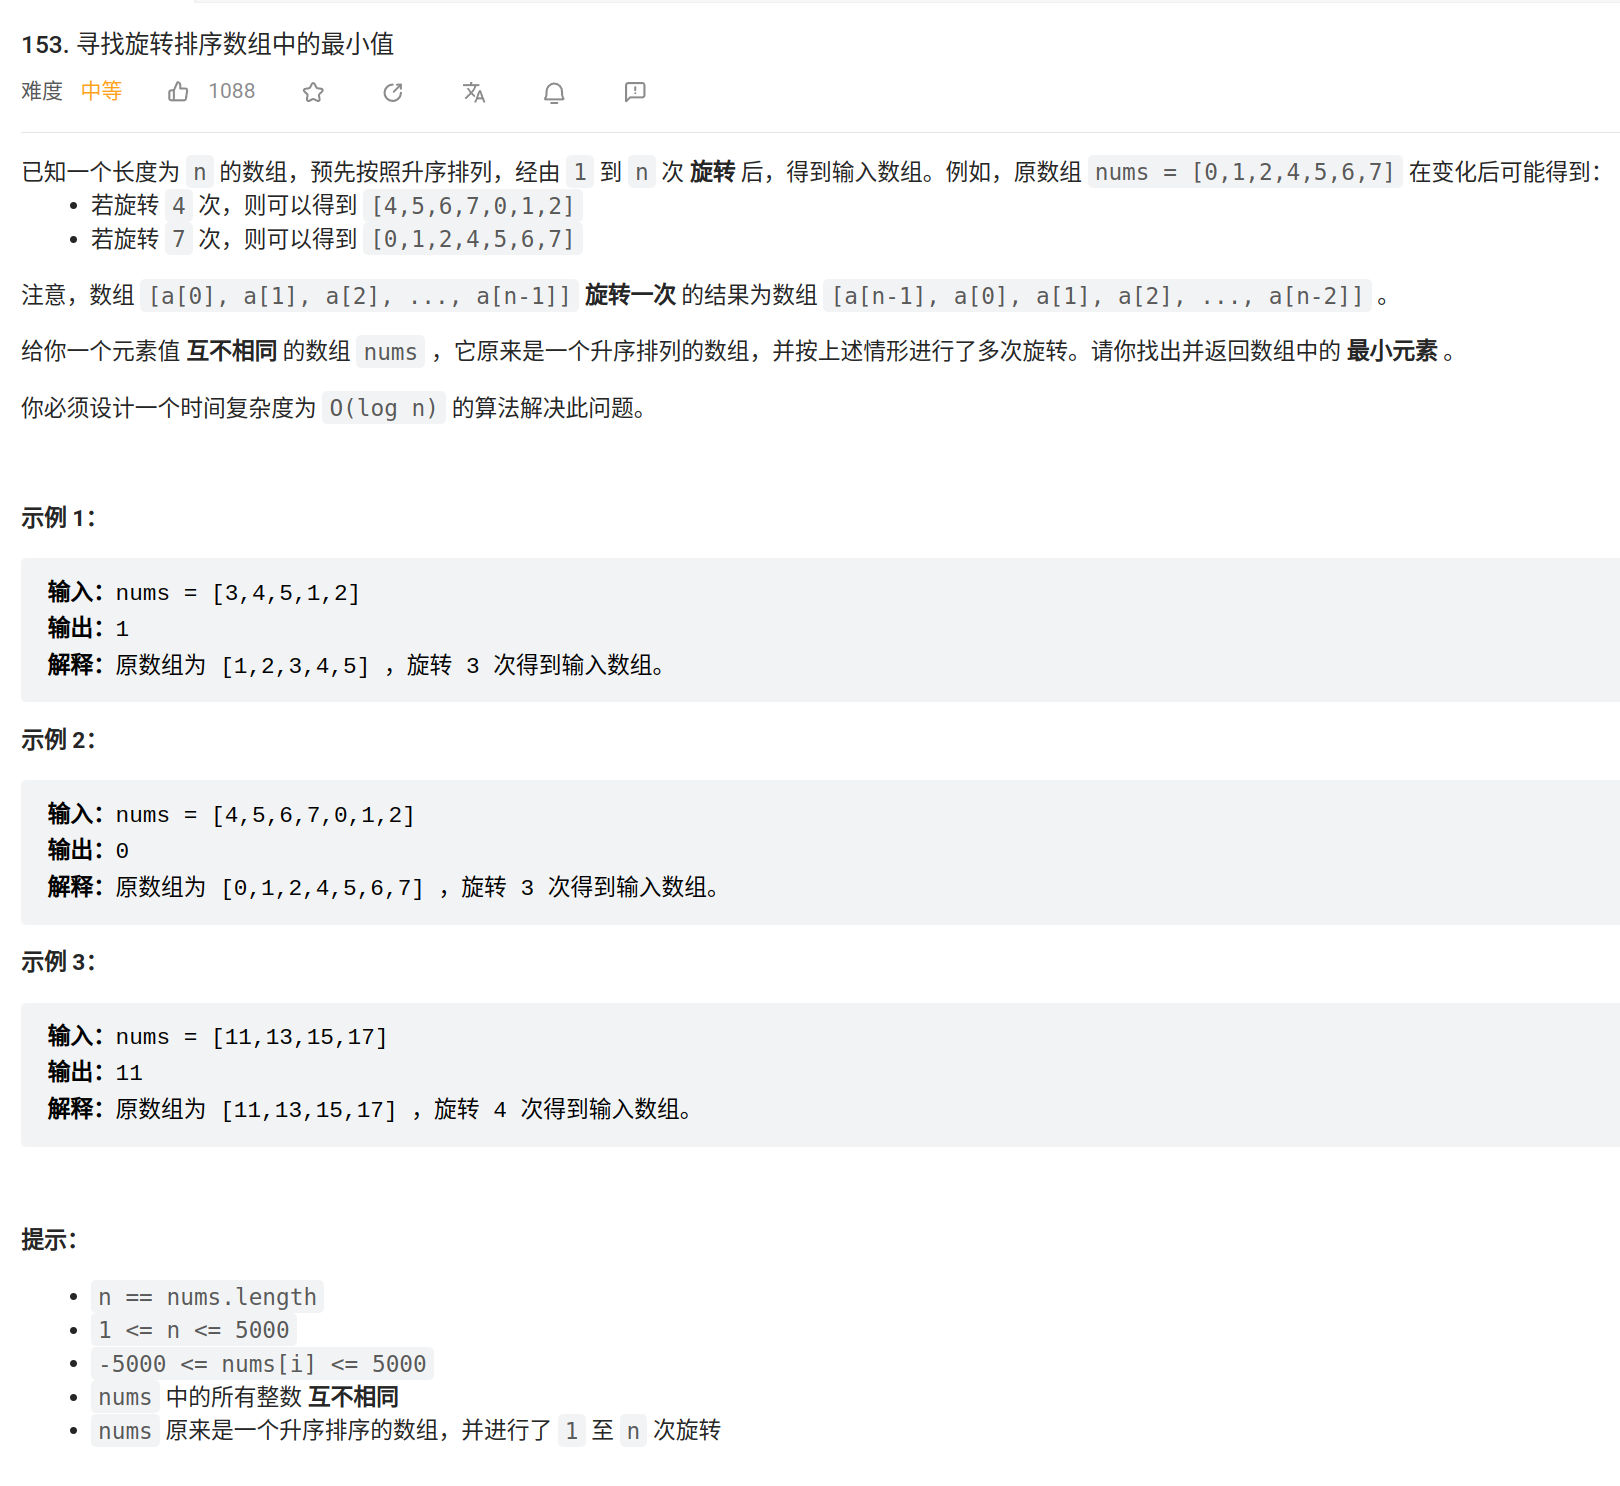 153. 寻找旋转排序数组中的最小值
难度 中等 1088
已知一个长度为 n 的数组，预先按照升序排列，经由 1 到 n 次 旋转 后，得到输入数组。例如，原数组 nums = [0,1,2,4,5,6,7] 在变化后可能得到：
• 若旋转 4 次，则可以得到 [4,5,6,7,0,1,2]
• 若旋转 7 次，则可以得到 [0,1,2,4,5,6,7]
注意，数组 [a[0], a[1], a[2], ..., a[n-1]] 旋转一次 的结果为数组 [a[n-1], a[0], a[1], a[2], ..., a[n-2]] 。
给你一个元素值 互不相同 的数组 nums ，它原来是一个升序排列的数组，并按上述情形进行了多次旋转。请你找出并返回数组中的 最小元素 。
你必须设计一个时间复杂度为 O(log n) 的算法解决此问题。
示例 1：
输入：nums = [3,4,5,1,2]
输出：1
解释：原数组为 [1,2,3,4,5] ，旋转 3 次得到输入数组。
示例 2：
输入：nums = [4,5,6,7,0,1,2]
输出：0
解释：原数组为 [0,1,2,4,5,6,7] ，旋转 3 次得到输入数组。
示例 3：
输入：nums = [11,13,15,17]
输出：11
解释：原数组为 [11,13,15,17] ，旋转 4 次得到输入数组。
提示：
• n == nums.length
• 1 <= n <= 5000
• -5000 <= nums[i] <= 5000
• nums 中的所有整数 互不相同
• nums 原来是一个升序排序的数组，并进行了 1 至 n 次旋转